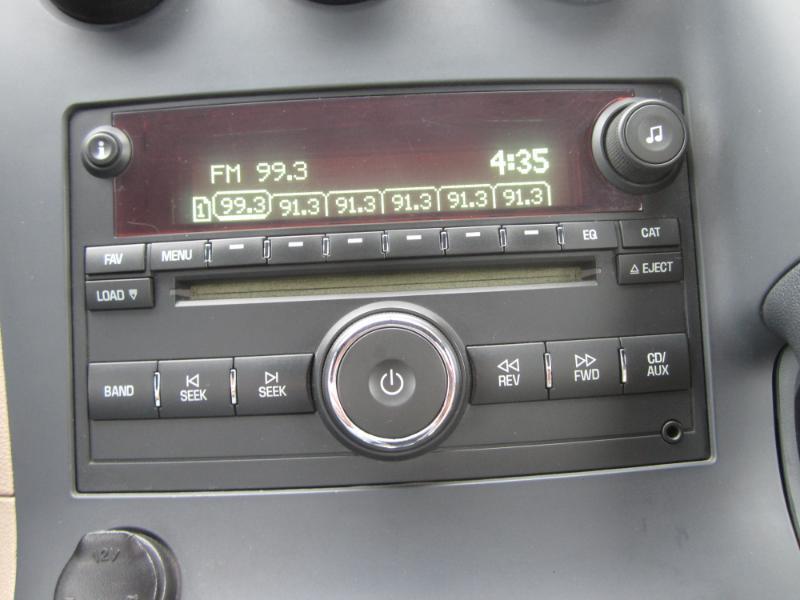 i
FM 99.3 4:35
1 99.3 91.3 91.3 91.3 91.3 91.3
FAV MENU EQ CAT
LOAD EJECT
BAND SEEK SEEK REV FWD CD/AUX
12V